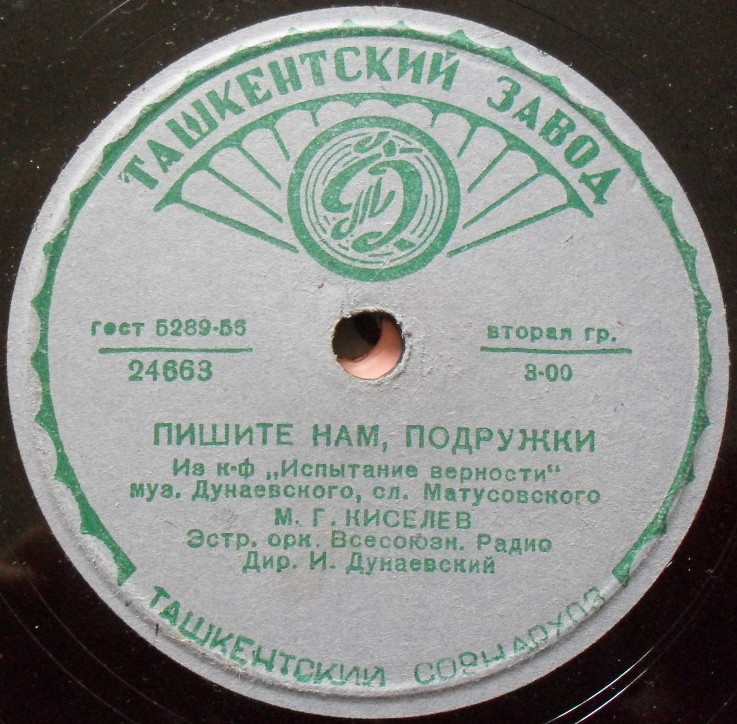 ТАШКЕНТСКИЙ ЗАВОД
гост 5289-56
24663
вторая гр.
3-00
ПИШИТЕ НАМ, ПОДРУЖКИ
Из к-ф „Испытание верности"
муз. Дунаевского, сл. Матусовского
М. Г. КИСЕЛЕВ
Эстр. орк. Всесоюзн. Радио
Дир. И. Дунаевский
ТАШКЕНТСКИЙ СОВНАРХОЗ